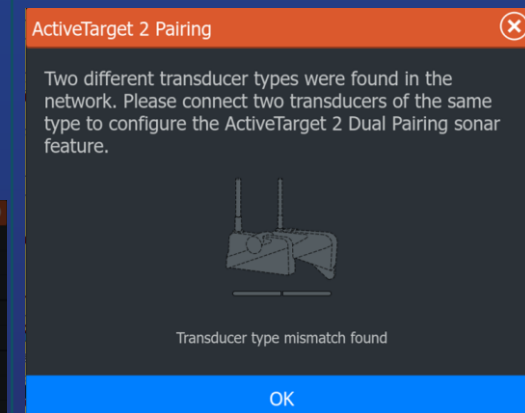 ActiveTarget 2 Pairing
Two different transducer types were found in the
network. Please connect two transducers of the same
type to configure the ActiveTarget 2 Dual Pairing sonar
feature.
Transducer type mismatch found
OK